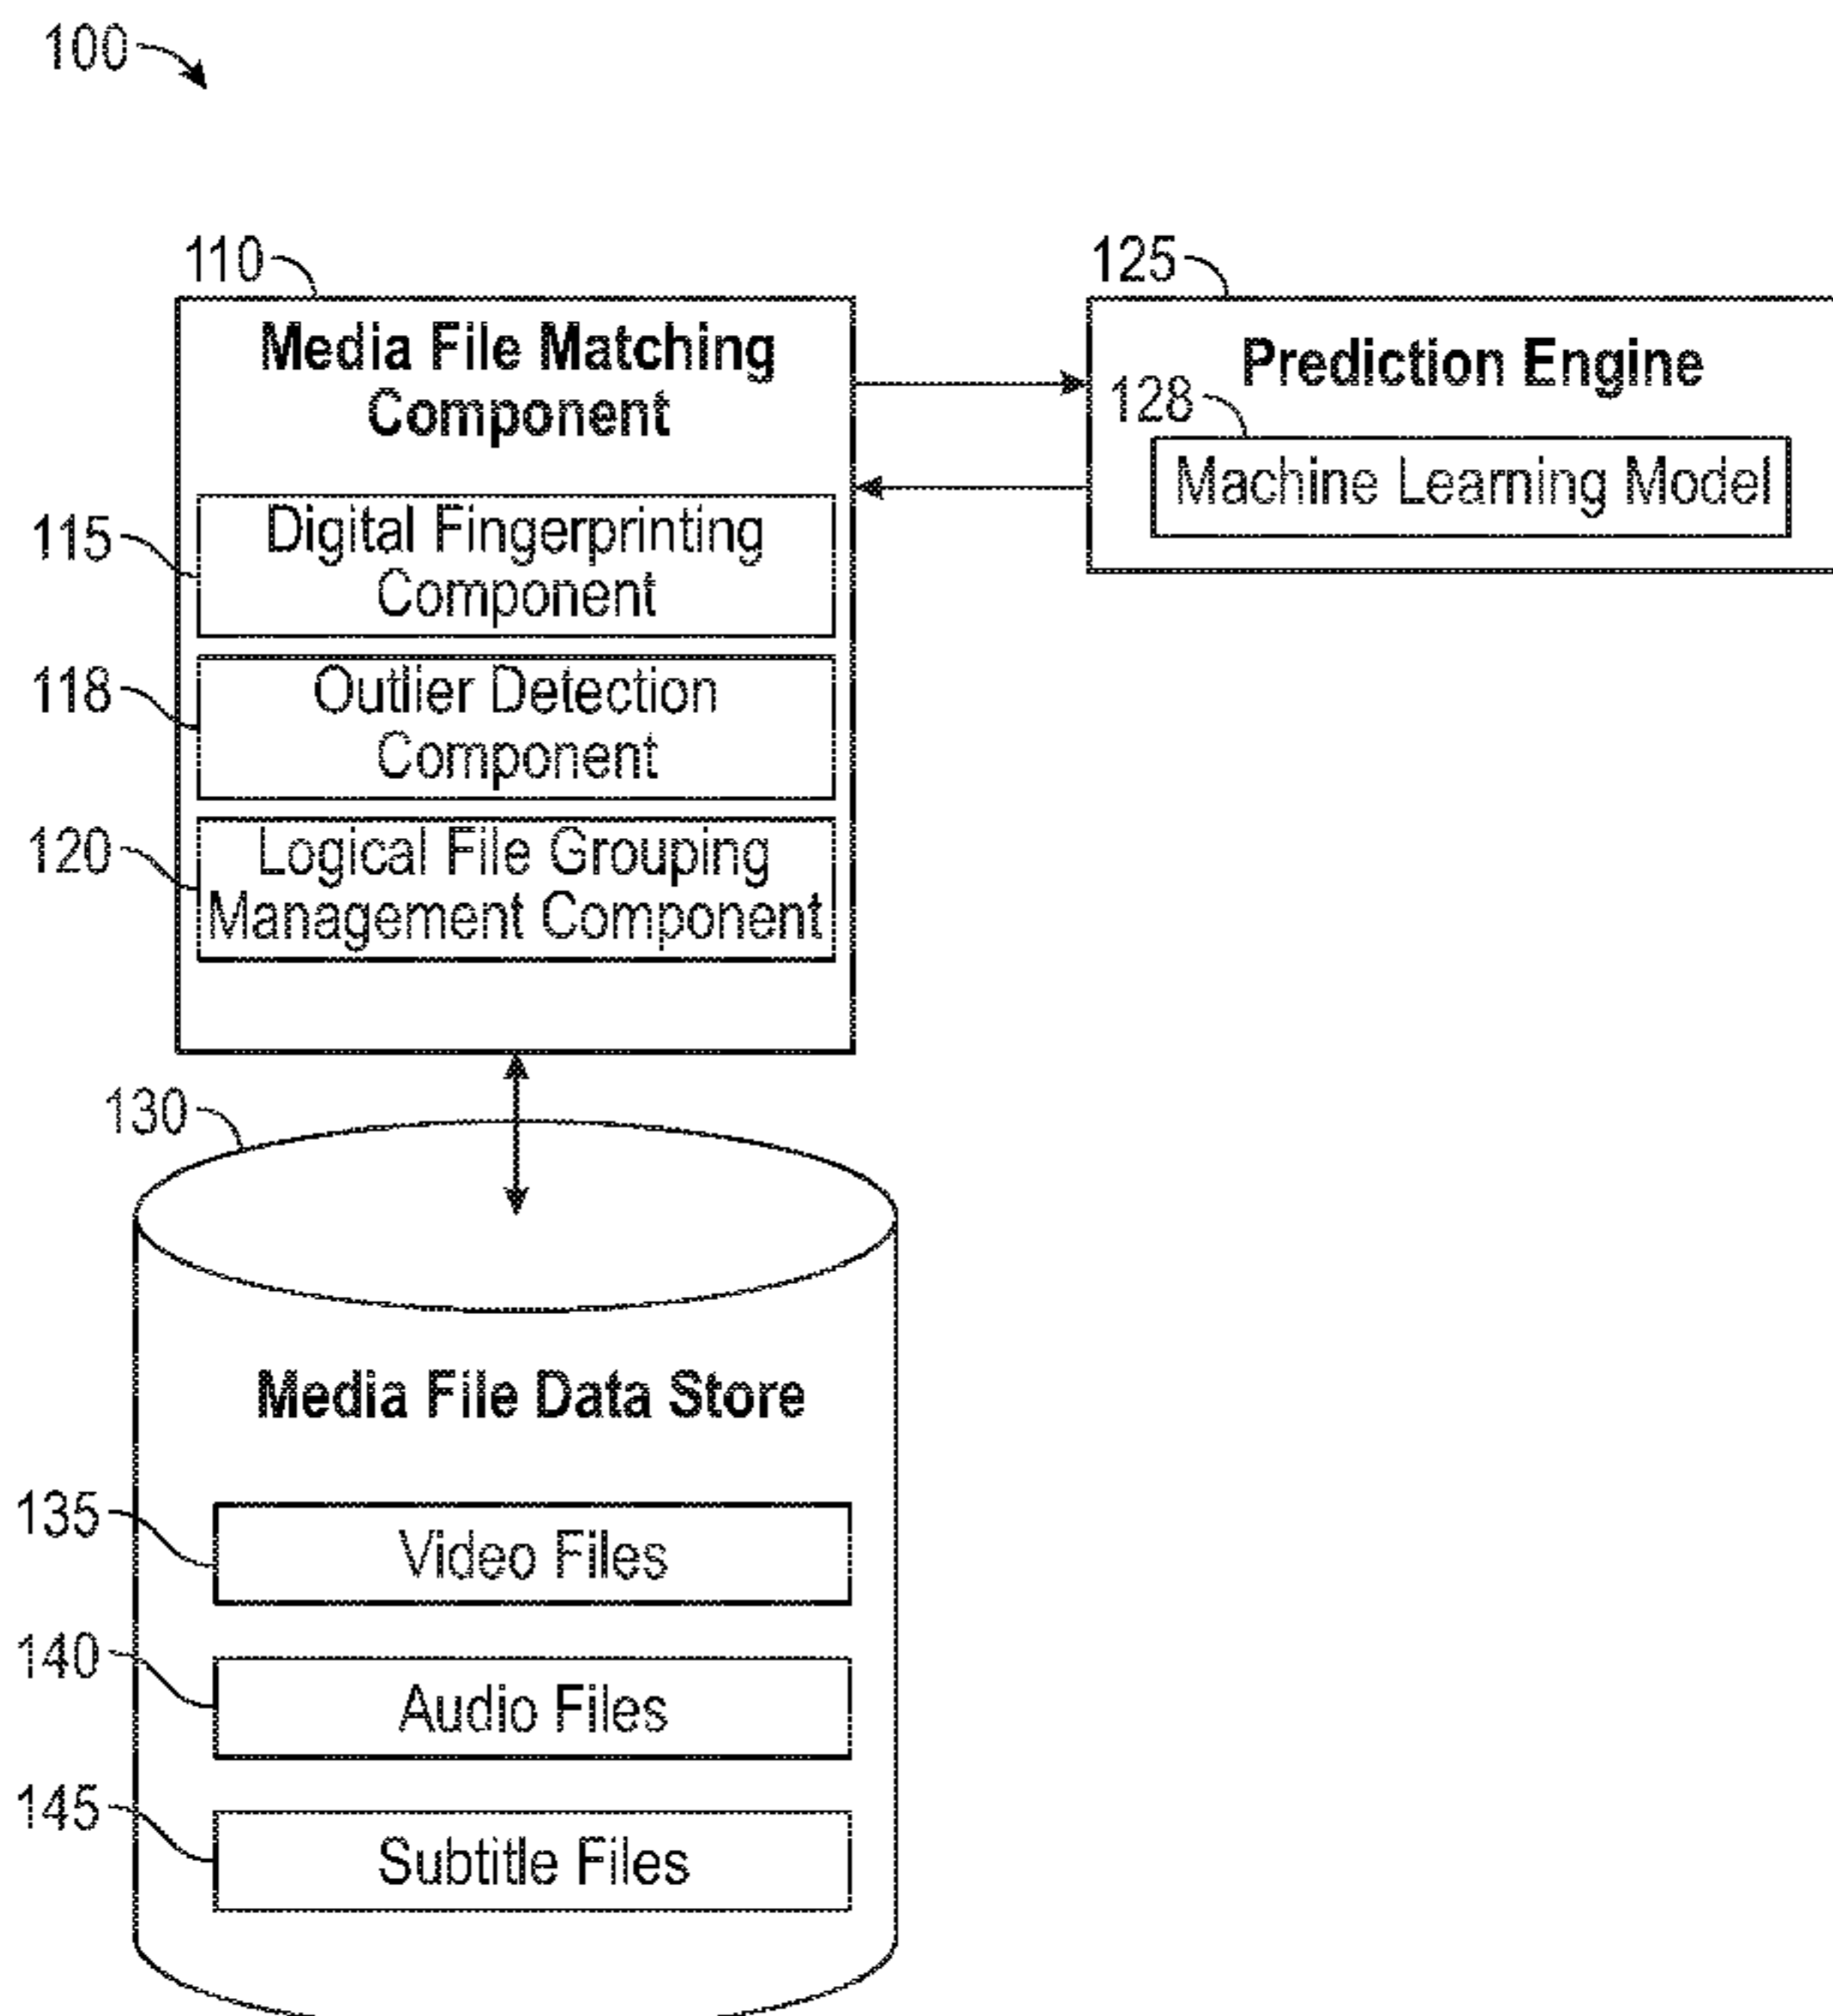 100
110
Media File Matching
Component
115
Digital Fingerprinting
Component
118
Outlier Detection
Component
120
Logical File Grouping
Management Component
125
Prediction Engine
128
Machine Learning Model
130
Media File Data Store
135
Video Files
140
Audio Files
145
Subtitle Files